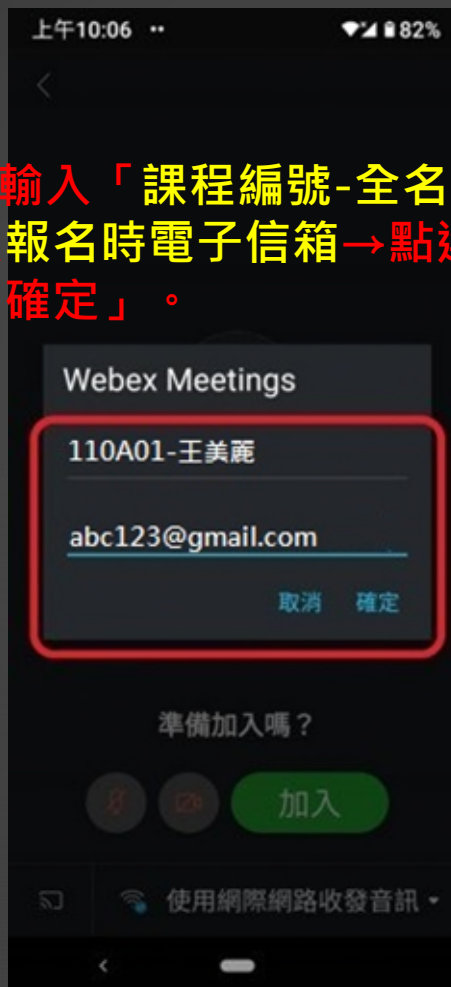 上午10:06
82%
輸入「課程編號-全名
報名時電子信箱→點
確定」。
Webex Meetings
110A01-王美麗
abc123@gmail.com
取消 確定
準備加入嗎？
加入
使用網際網路收發音訊